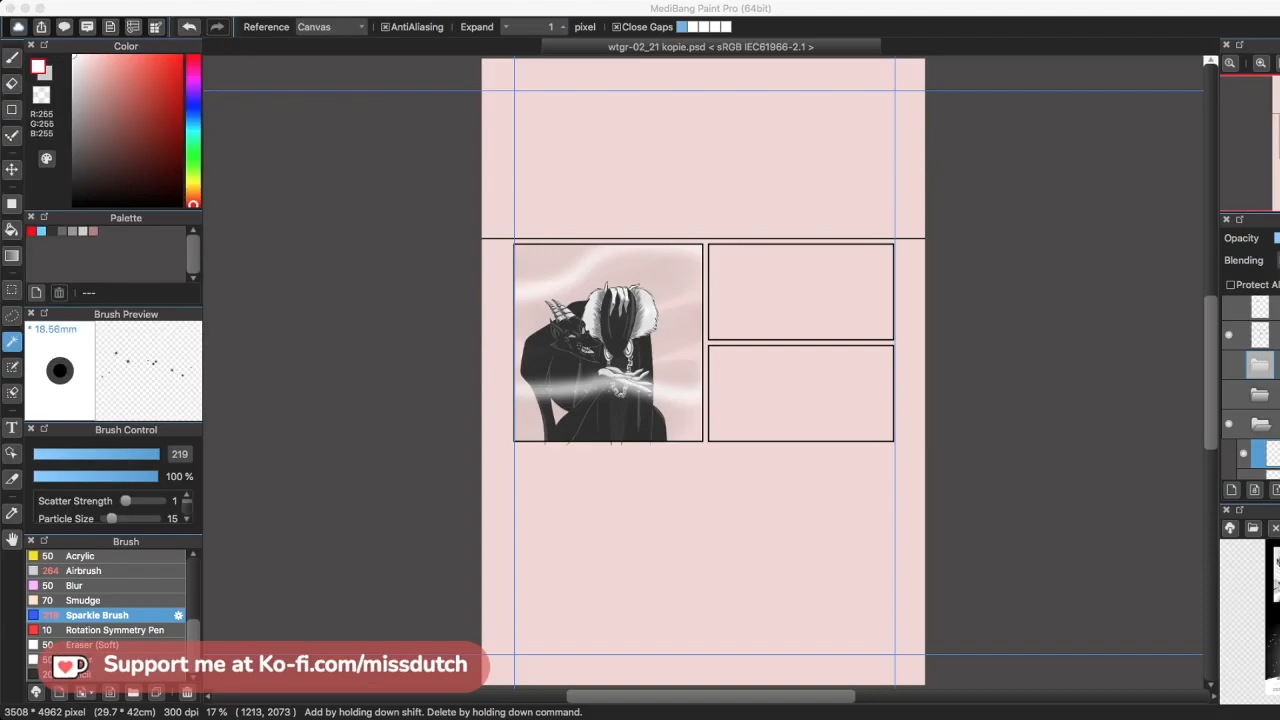 MediBang Paint Pro (64bit)
Reference Canvas AntiAliasing Expand 1 pixel Close Gaps
wtgr-02_21 kopie.psd < sRGB IEC61966-2.1 >
Color
R:255
G:255
B:255
Palette
---
Brush Preview
* 18.56mm
Brush Control
219
100 %
Scatter Strength 1
Particle Size 15
Brush
50 Acrylic
264 Airbrush
50 Blur
70 Smudge
219 Sparkle Brush
10 Rotation Symmetry Pen
50 Eraser (Soft)
50
Support me at Ko-fi.com/missdutch
Opacity
Blending
Protect Al
3508 * 4962 pixel (29.7 * 42cm) 300 dpi 17 % ( 1213, 2073 ) Add by holding down shift. Delete by holding down command.